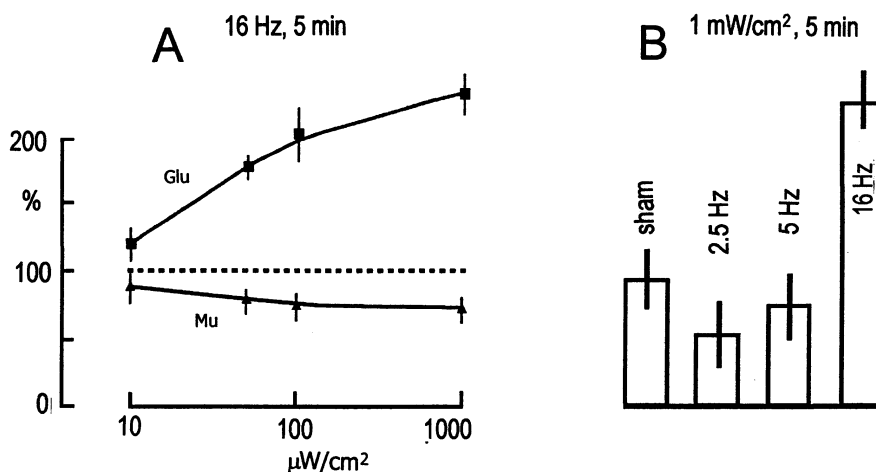 A
16 Hz, 5 min
200
%
100
0
Glu
Mu
10
100
1000
μW/cm²
B
1 mW/cm², 5 min
sham
2.5 Hz
5 Hz
16 Hz